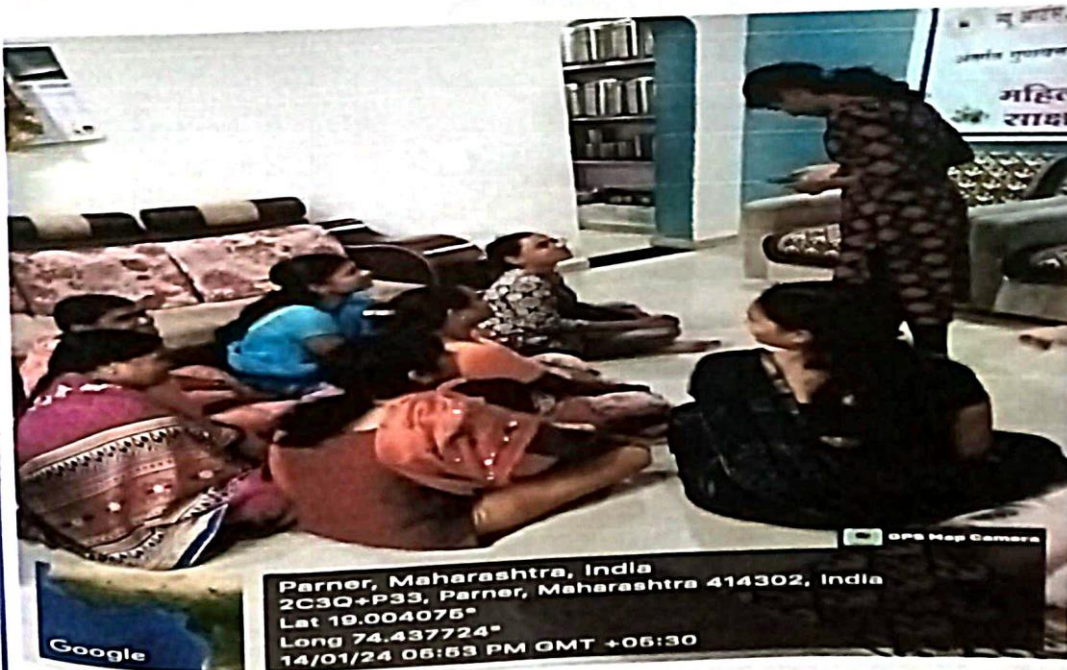 महि
साक्ष
GPS Map Camera
Parner, Maharashtra, India
2C3Q+P33, Parner, Maharashtra 414302, India
Lat 19.004075°
Long 74.437724°
14/01/24 05:53 PM GMT +05:30
Google